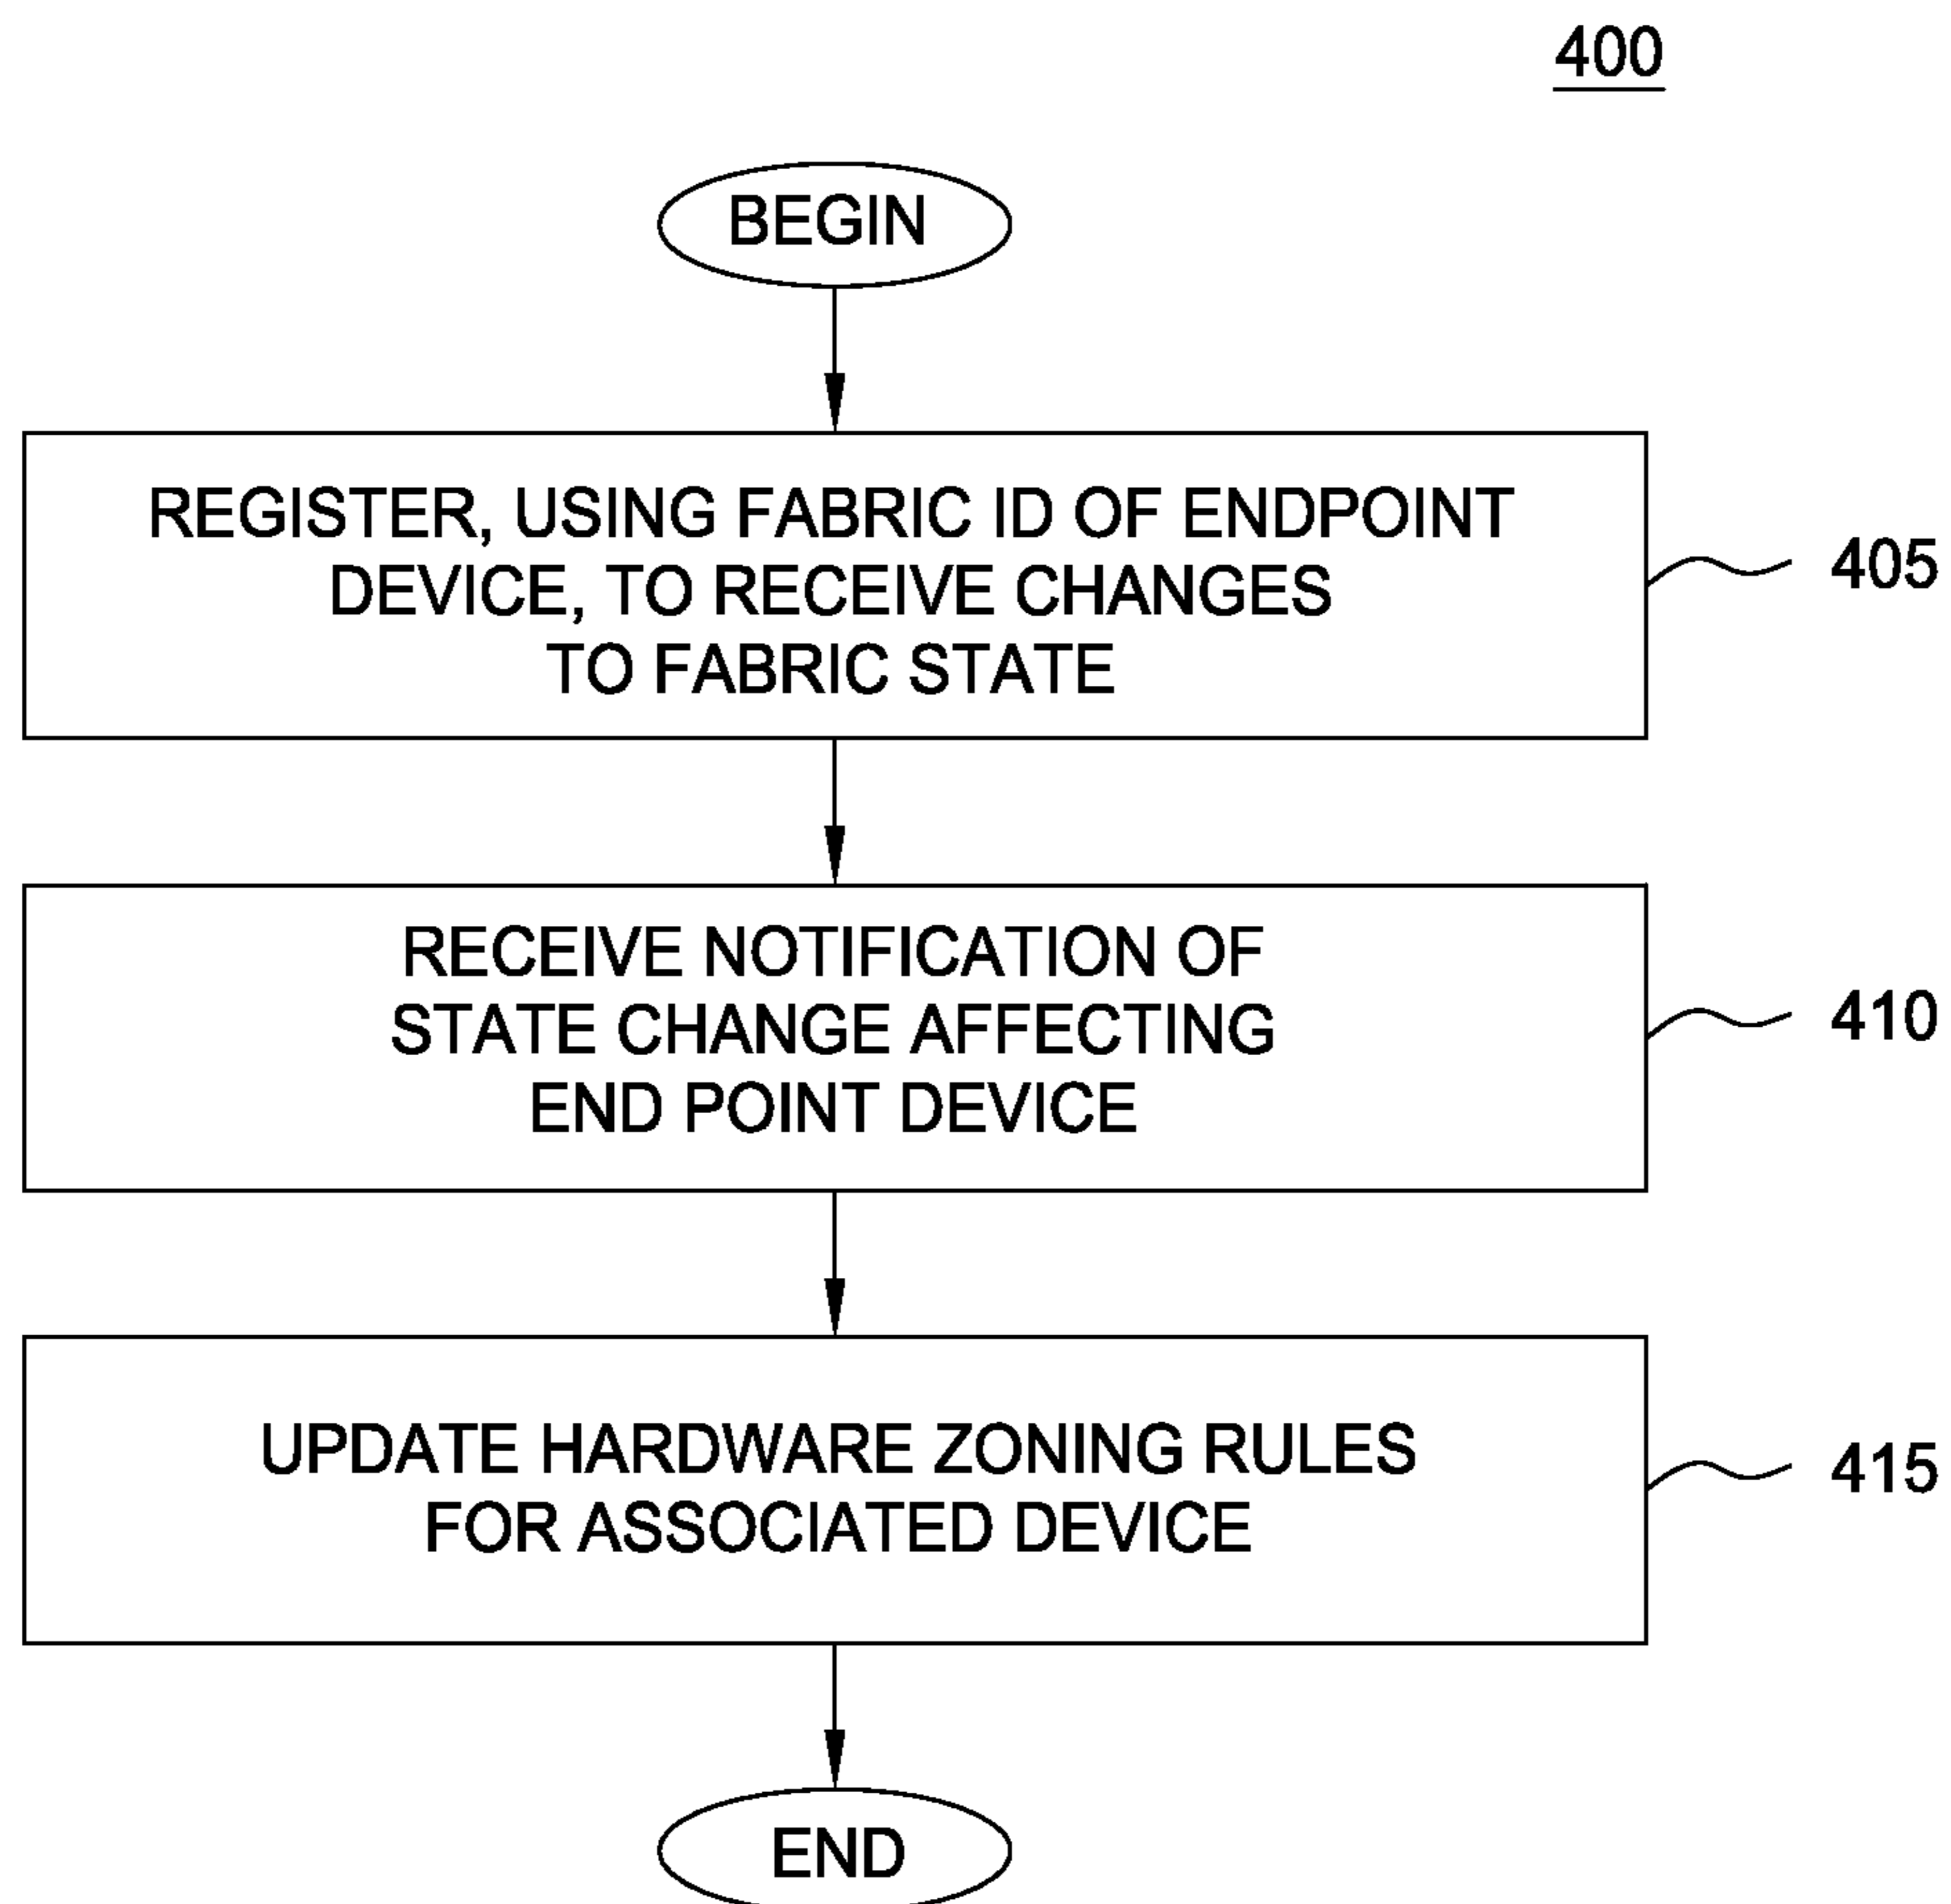 400
BEGIN
REGISTER, USING FABRIC ID OF ENDPOINT
DEVICE, TO RECEIVE CHANGES
TO FABRIC STATE
405
RECEIVE NOTIFICATION OF
STATE CHANGE AFFECTING
END POINT DEVICE
410
UPDATE HARDWARE ZONING RULES
FOR ASSOCIATED DEVICE
415
END